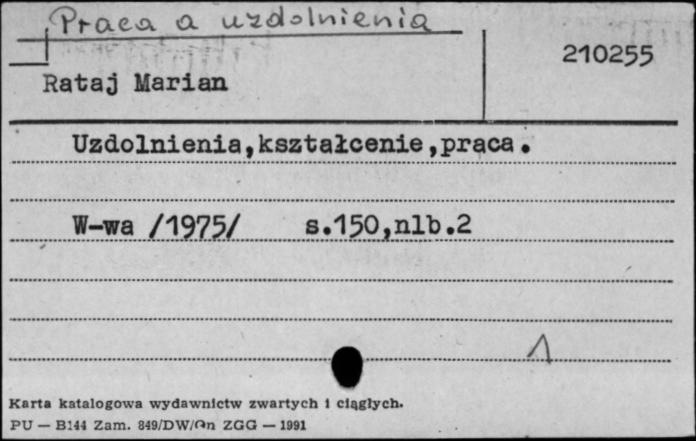 Praca a uzdolnienia
210255
Rataj Marian
Uzdolnienia,kształcenie,praca.
W-wa /1975/ s.150,nlb.2
1
Karta katalogowa wydawnictw zwartych i ciągłych.
PU — B144 Zam. 849/DW/On ZGG — 1991